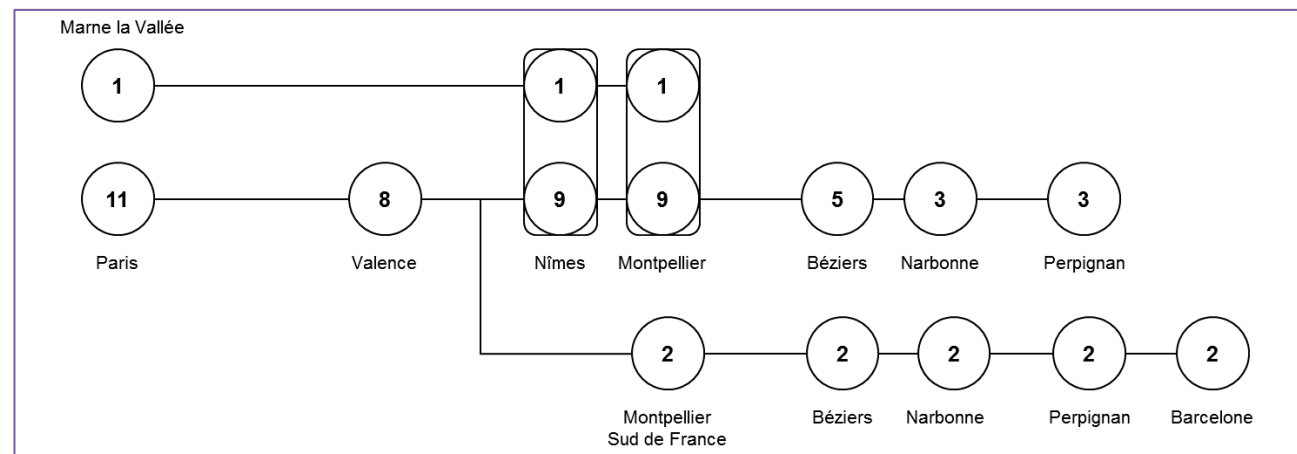 Marne la Vallée
1 1 1
11 8 9 9 5 3 3
Paris Valence Nîmes Montpellier Béziers Narbonne Perpignan
2 2 2 2 2
Montpellier Béziers Narbonne Perpignan Barcelone
Sud de France